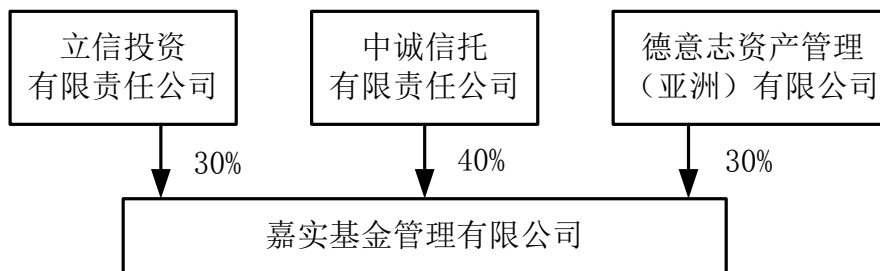 立信投资
有限责任公司
中诚信托
有限责任公司
德意志资产管理
（亚洲）有限公司
30%
40%
30%
嘉实基金管理有限公司